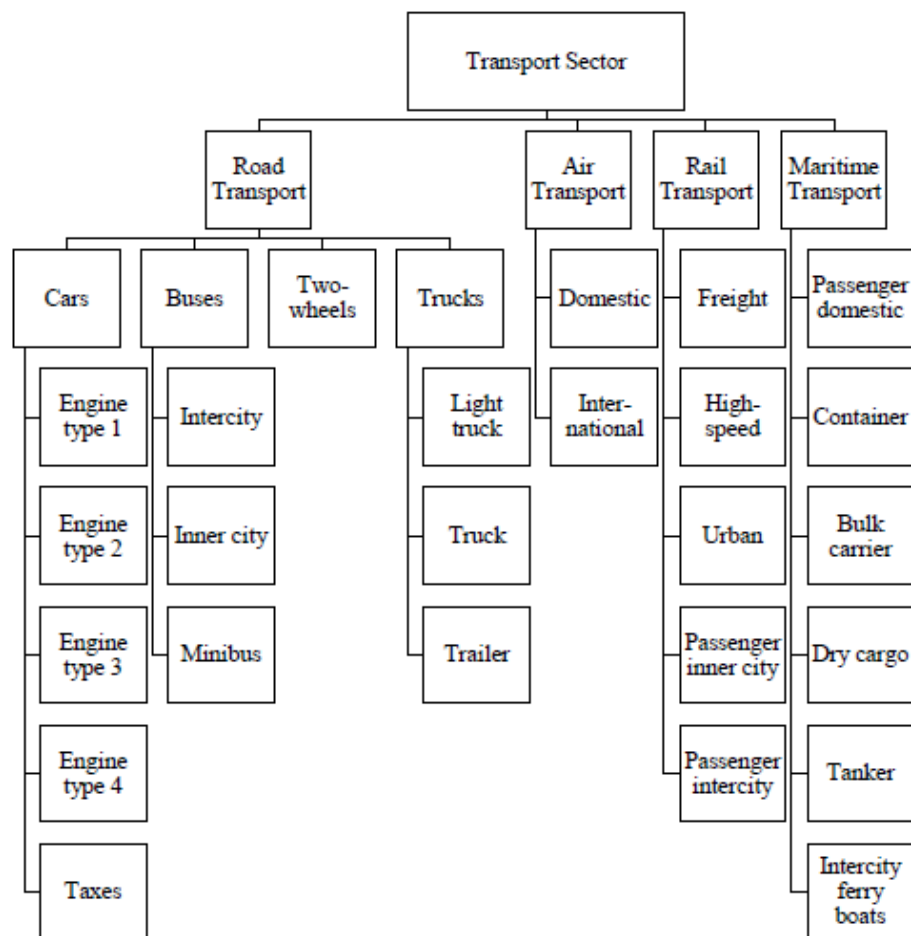 Transport Sector
Road
Transport
Air
Transport
Rail
Transport
Maritime
Transport
Cars
Buses
Two-
wheels
Trucks
Domestic
Freight
Passenger
domestic
Engine
type 1
Intercity
Light
truck
Inter-
national
High-
speed
Container
Engine
type 2
Inner city
Truck
Urban
Bulk
carrier
Engine
type 3
Minibus
Trailer
Passenger
inner city
Dry cargo
Engine
type 4
Passenger
intercity
Tanker
Taxes
Intercity
ferry
boats